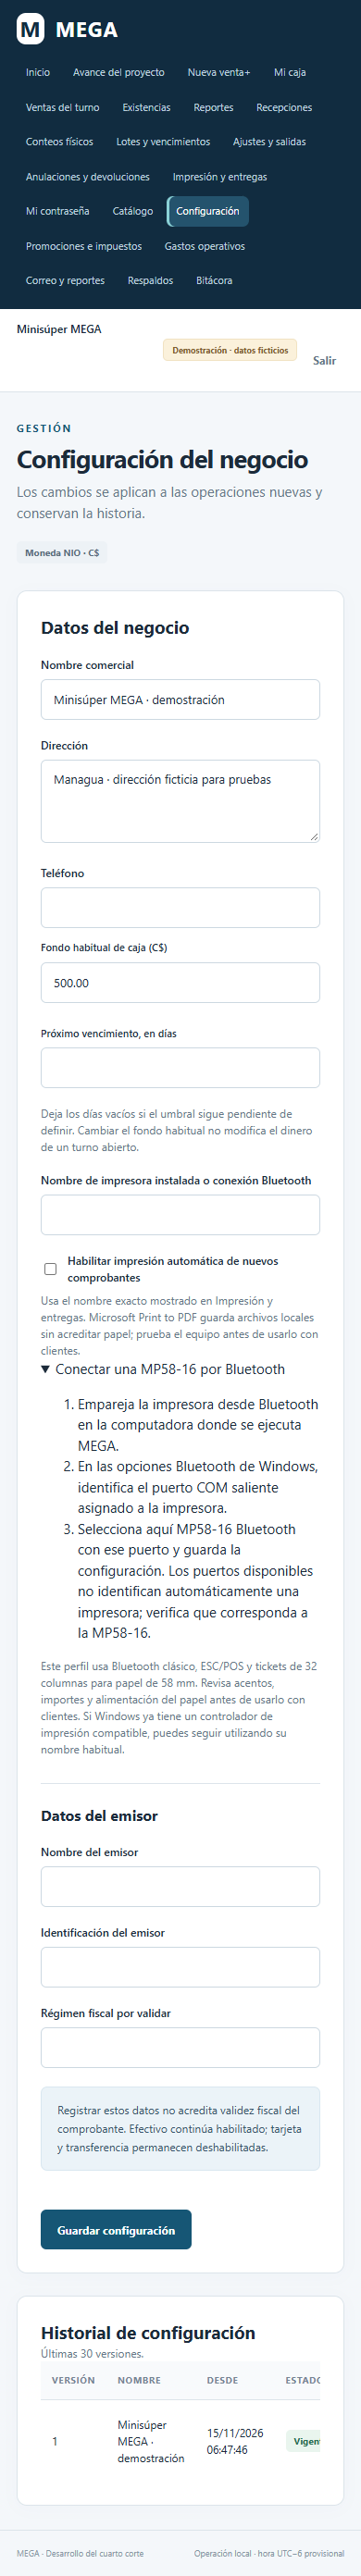 M MEGA
Inicio Avance del proyecto Nueva venta+ Mi caja
Ventas del turno Existencias Reportes Recepciones
Conteos físicos Lotes y vencimientos Ajustes y salidas
Anulaciones y devoluciones Impresión y entregas
Mi contraseña Catálogo Configuración
Promociones e impuestos Gastos operativos
Correo y reportes Respaldos Bitácora
Minisúper MEGA
Demostración · datos ficticios
Salir
GESTIÓN
Configuración del negocio
Los cambios se aplican a las operaciones nuevas y
conservan la historia.
Moneda NIO · C$
Datos del negocio
Nombre comercial
Minisúper MEGA · demostración
Dirección
Managua · dirección ficticia para pruebas
Teléfono
Fondo habitual de caja (C$)
500.00
Próximo vencimiento, en días
Deja los días vacíos si el umbral sigue pendiente de
definir. Cambiar el fondo habitual no modifica el dinero
de un turno abierto.
Nombre de impresora instalada o conexión Bluetooth
Habilitar impresión automática de nuevos
comprobantes
Usa el nombre exacto mostrado en Impresión y
entregas. Microsoft Print to PDF guarda archivos locales
sin acreditar papel; prueba el equipo antes de usarlo con
clientes.
▼ Conectar una MP58-16 por Bluetooth
1. Empareja la impresora desde Bluetooth
en la computadora donde se ejecuta
MEGA.
2. En las opciones Bluetooth de Windows,
identifica el puerto COM saliente
asignado a la impresora.
3. Selecciona aquí MP58-16 Bluetooth
con ese puerto y guarda la
configuración. Los puertos disponibles
no identifican automáticamente una
impresora; verifica que corresponda a
la MP58-16.
Este perfil usa Bluetooth clásico, ESC/POS y tickets de 32
columnas para papel de 58 mm. Revisa acentos,
importes y alimentación del papel antes de usarlo con
clientes. Si Windows ya tiene un controlador de
impresión compatible, puedes seguir utilizando su
nombre habitual.
Datos del emisor
Nombre del emisor
Identificación del emisor
Régimen fiscal por validar
Registrar estos datos no acredita validez fiscal del
comprobante. Efectivo continúa habilitado; tarjeta
y transferencia permanecen deshabilitadas.
Guardar configuración
Historial de configuración
Últimas 30 versiones.
VERSIÓN NOMBRE DESDE ESTADO
1 Minisúper MEGA · demostración 15/11/2026 06:47:46 Vigen
MEGA · Desarrollo del cuarto corte Operación local · hora UTC−6 provisional